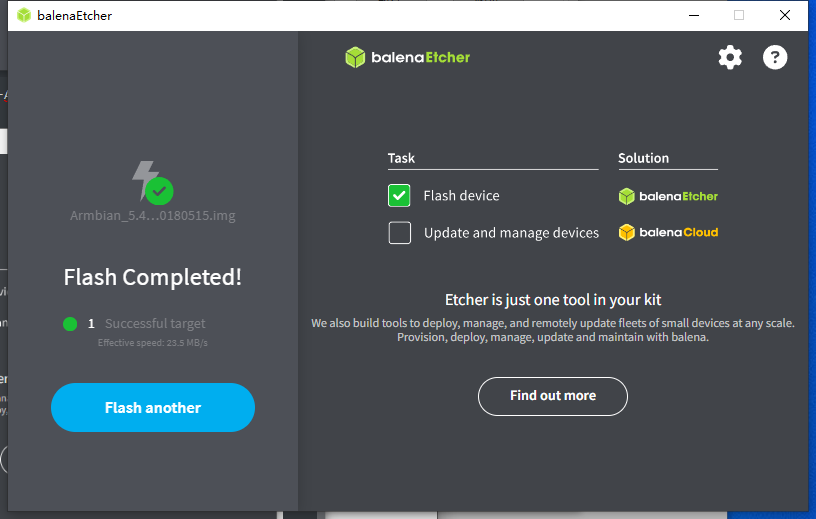 balenaEtcher
balenaEtcher
?
Task
Solution
Flash device
balenaEtcher
Update and manage devices
balenaCloud
Armbian_5.4...0180515.img
Flash Completed!
1 Successful target
Effective speed: 23.5 MB/s
Flash another
Etcher is just one tool in your kit
We also build tools to deploy, manage, and remotely update fleets of small devices at any scale.
Provision, deploy, manage, update and maintain with balena.
Find out more